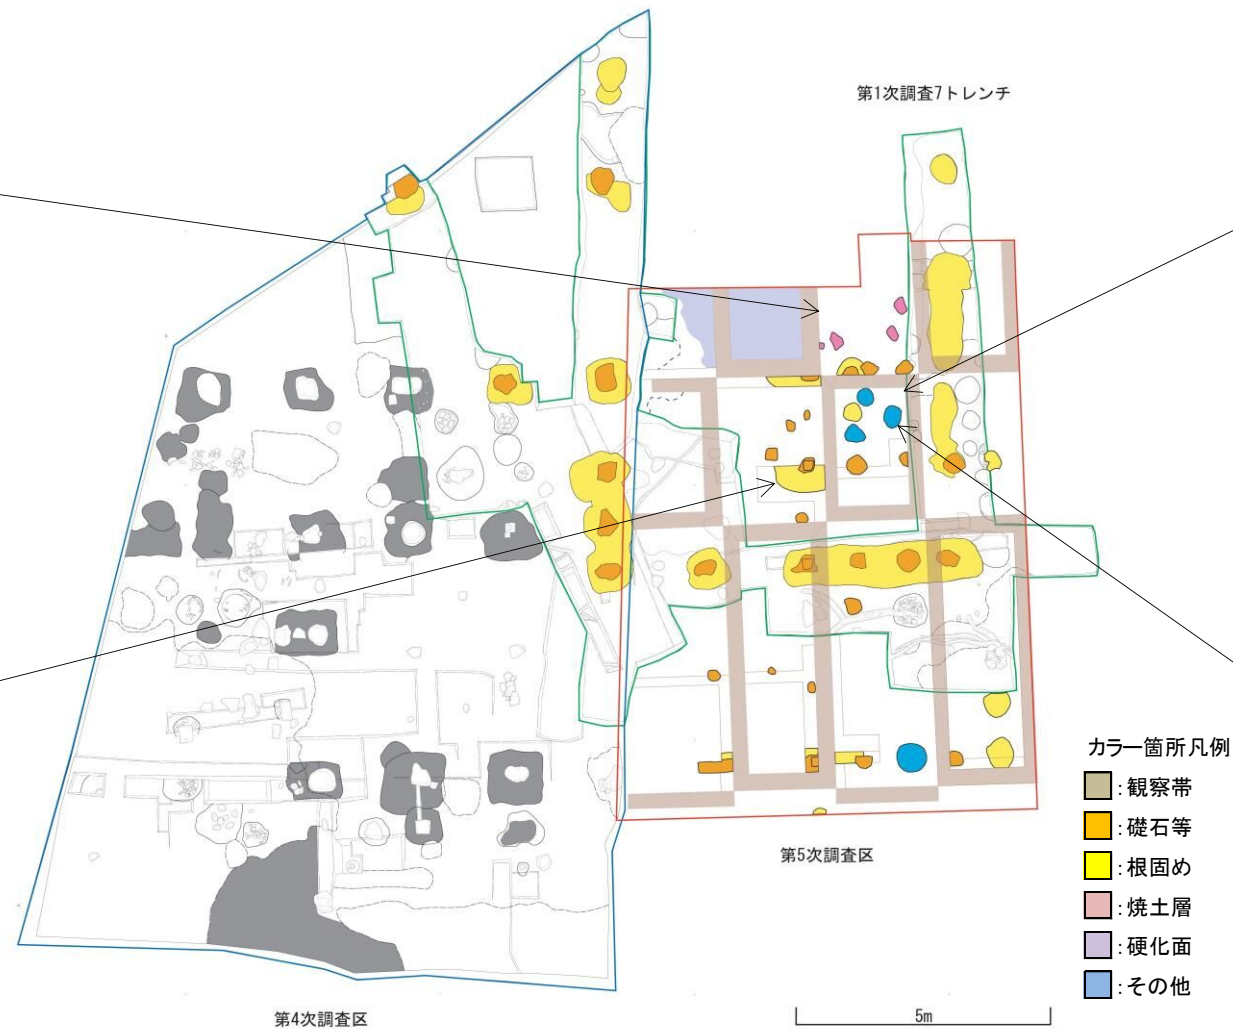 第1次調査7トレンチ
カラー箇所凡例
:観察帯
:礎石等
:根固め
:焼土層
:硬化面
:その他
第5次調査区
第4次調査区
5m